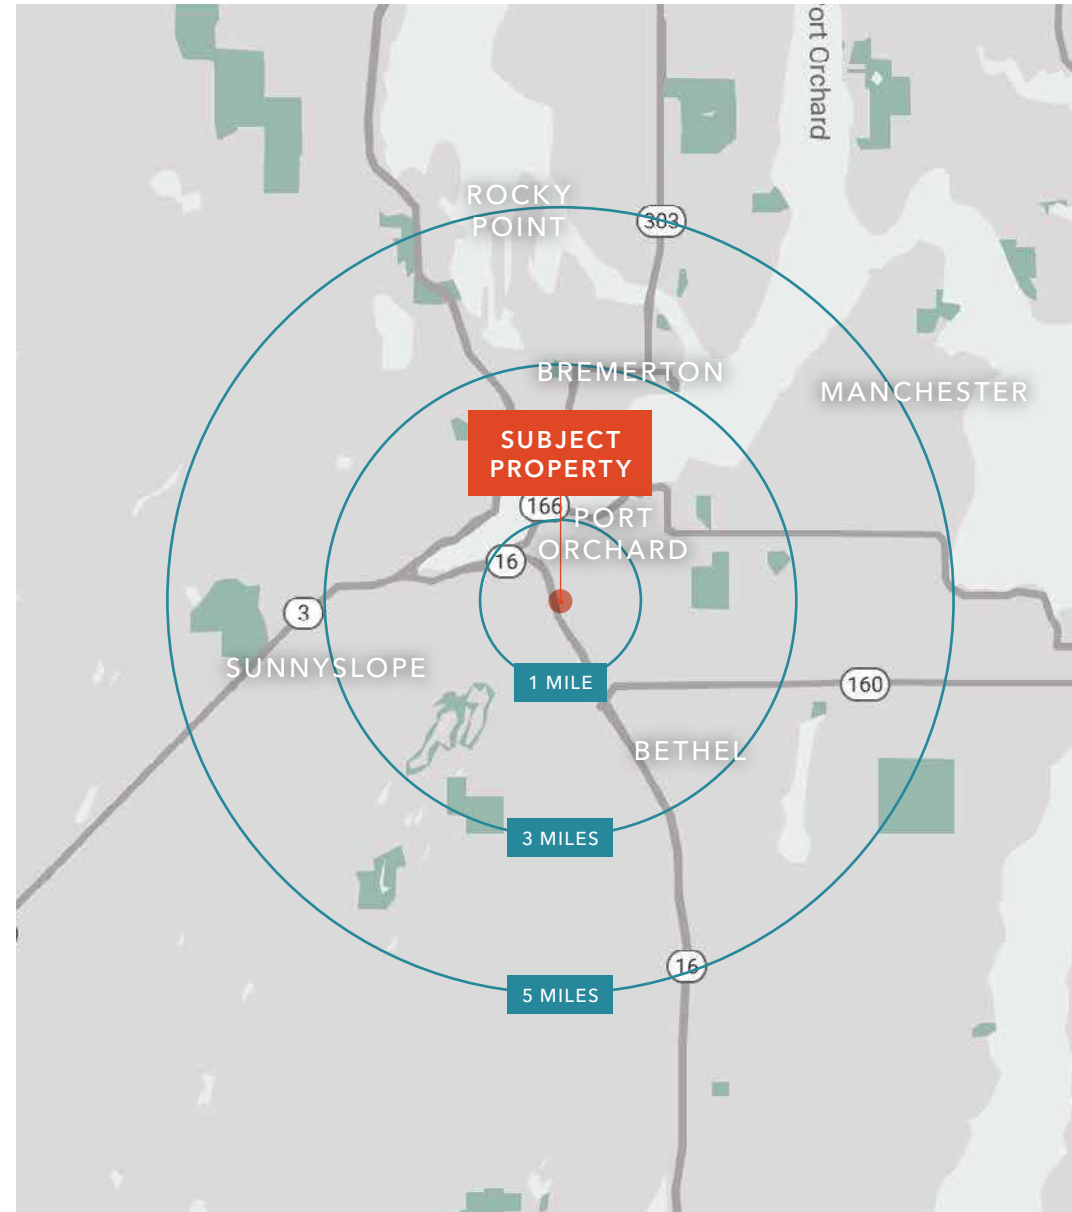 Port Orchard
ROCKY
POINT
303
BREMERTON
MANCHESTER
SUBJECT
PROPERTY
166
PORT
ORCHARD
16
3
SUNNYSLOPE
1 MILE
160
BETHEL
3 MILES
16
5 MILES